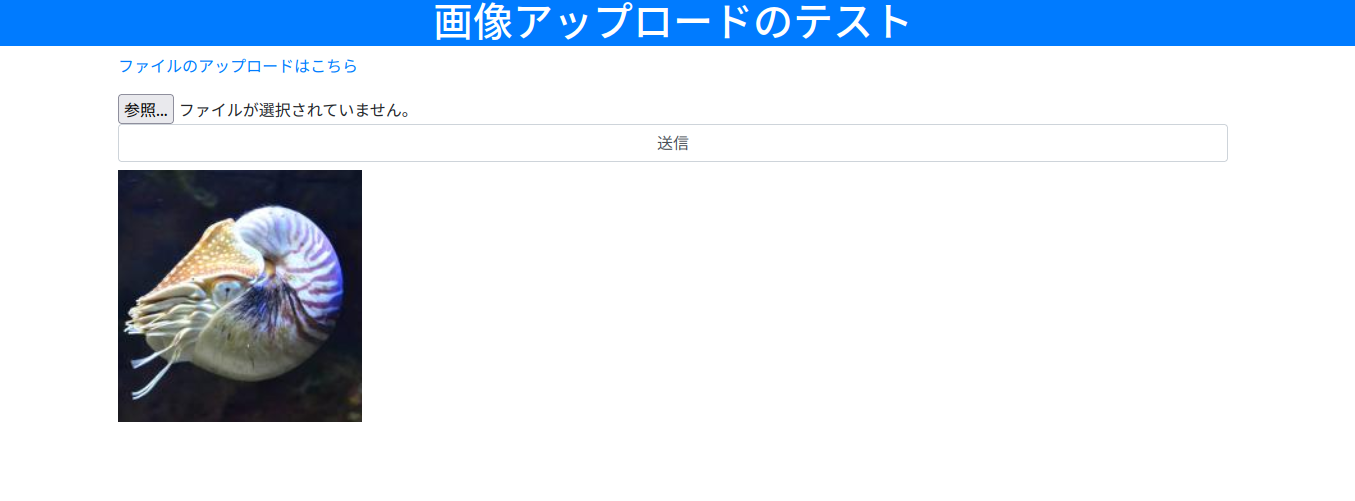 画像アップロードのテスト
ファイルのアップロードはこちら
参照... ファイルが選択されていません。
送信